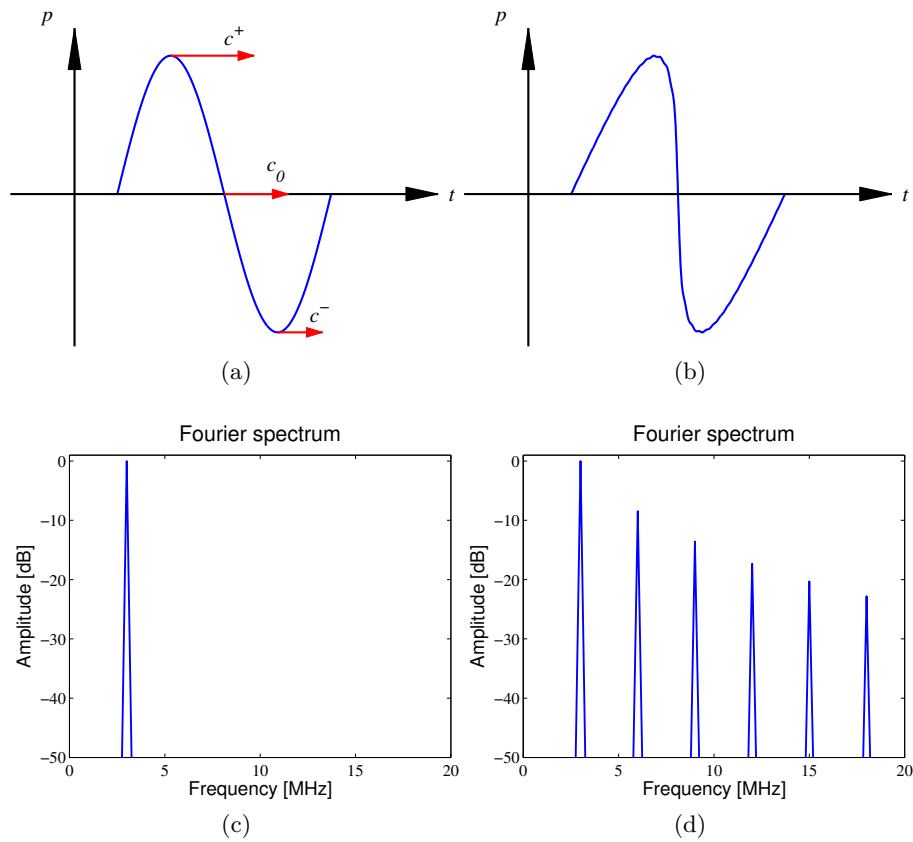 p
c⁺
c₀
t
c⁻
(a)
p
t
(b)
Fourier spectrum
Amplitude [dB]
0
−10
−20
−30
−40
−50
0 5 10 15 20
Frequency [MHz]
(c)
Fourier spectrum
Amplitude [dB]
0
−10
−20
−30
−40
−50
0 5 10 15 20
Frequency [MHz]
(d)